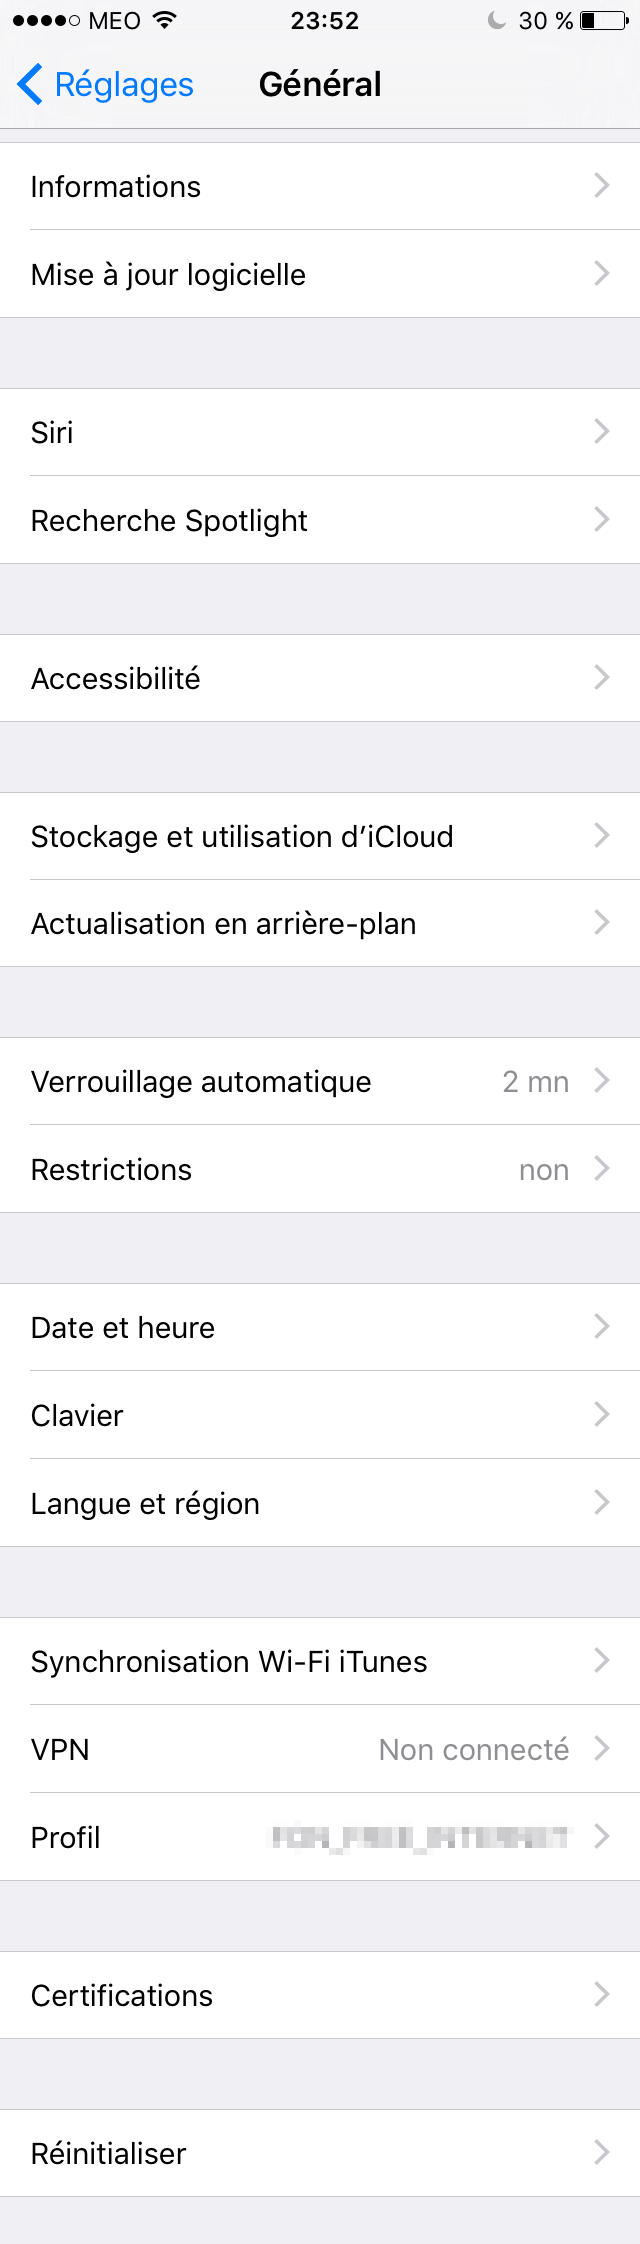 MEO 23:52 30 %
Réglages Général
Informations
Mise à jour logicielle
Siri
Recherche Spotlight
Accessibilité
Stockage et utilisation d’iCloud
Actualisation en arrière-plan
Verrouillage automatique 2 mn
Restrictions non
Date et heure
Clavier
Langue et région
Synchronisation Wi-Fi iTunes
VPN Non connecté
Profil
Certifications
Réinitialiser